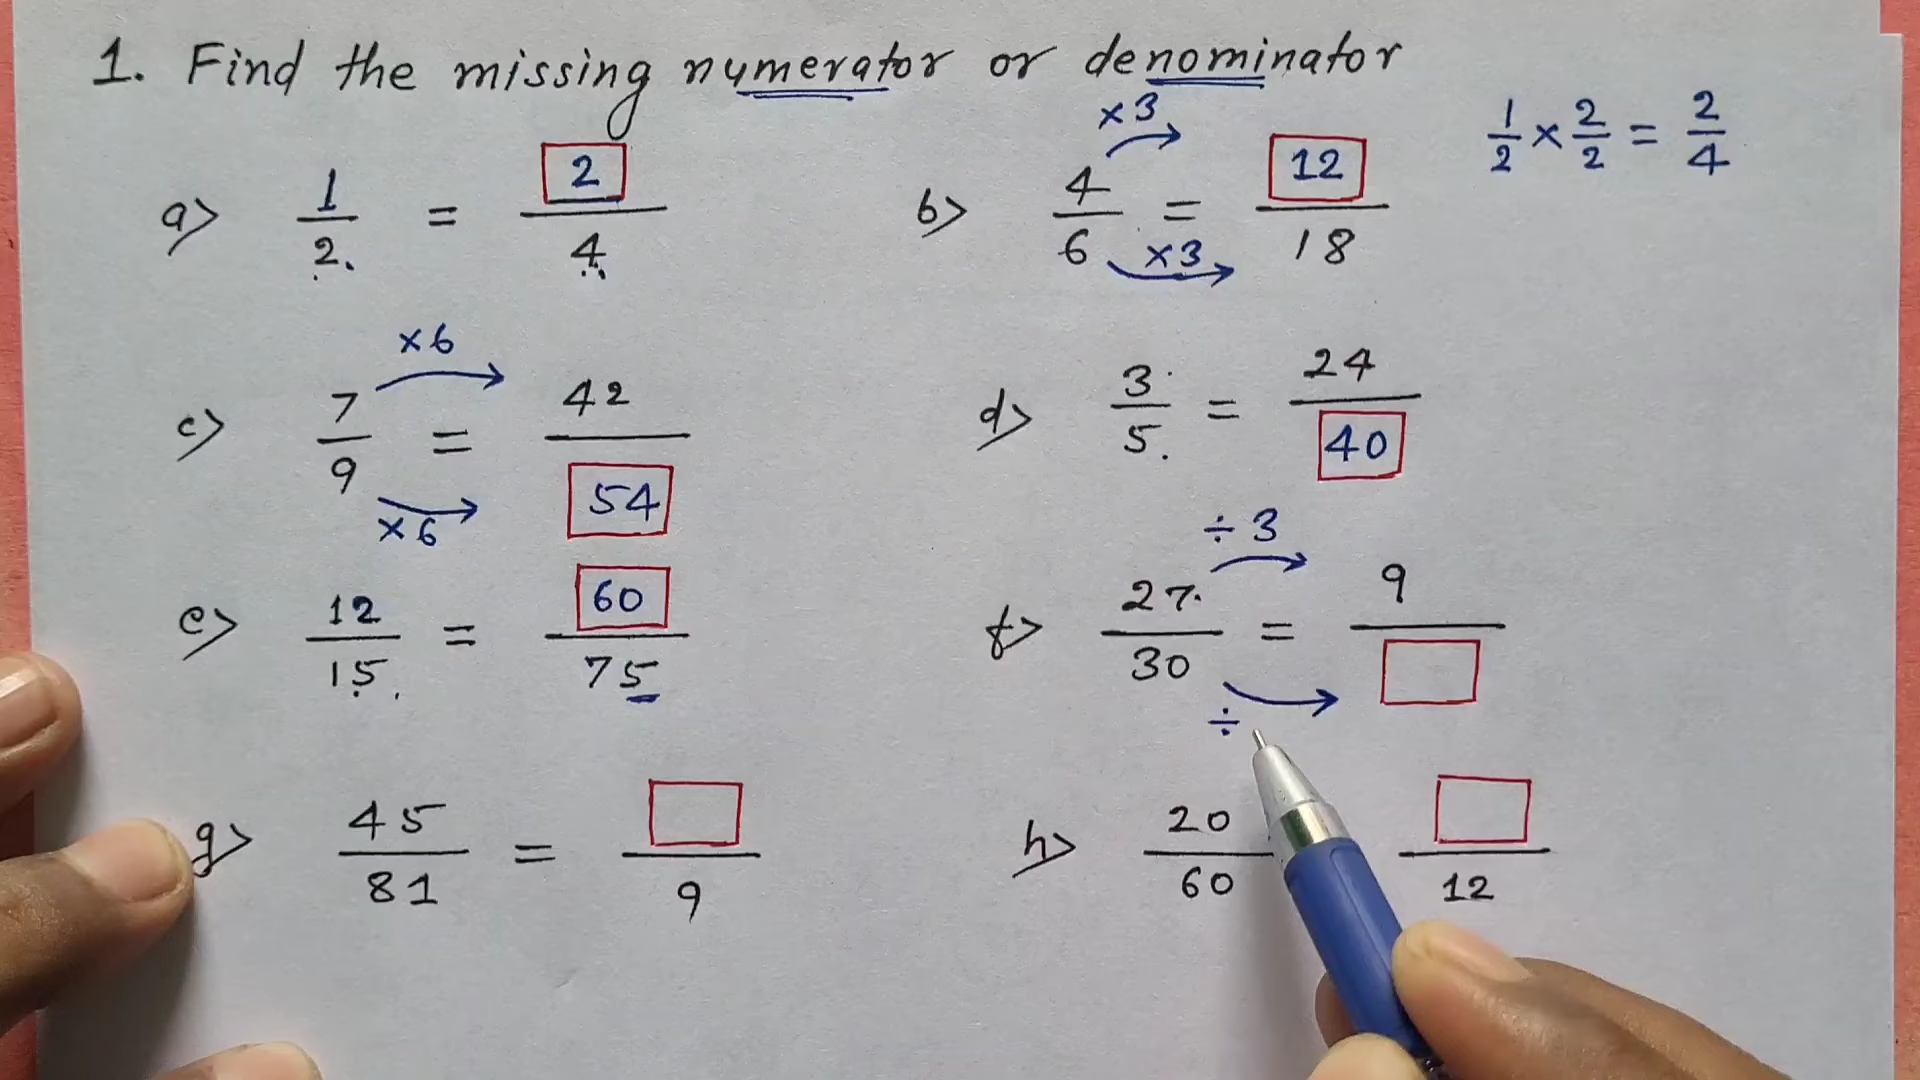 1. Find the missing numerator or denominator
a> 1/2 = 2/4
b> 4/6 = 12/18 ×3 ×3
1/2 × 2/2 = 2/4
c> 7/9 = 42/54 ×6 ×6
d> 3/5 = 24/40
e> 12/15 = 60/75
f> 27/30 = 9/ ÷3 ÷
g> 45/81 = /9
h> 20/60 /12